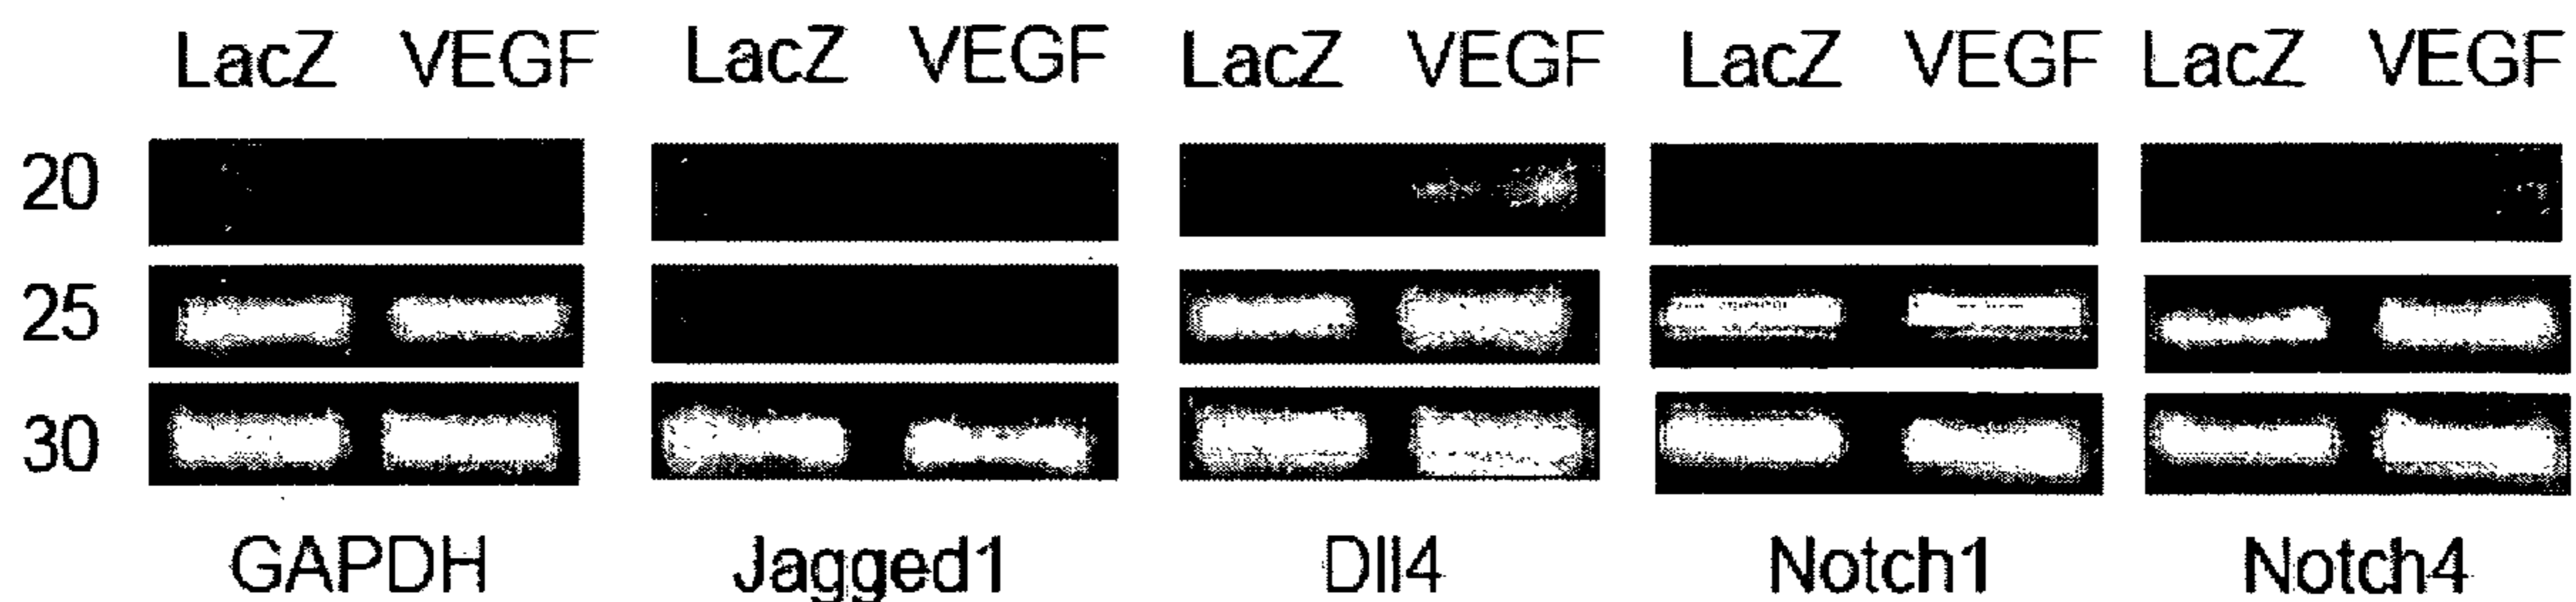 LacZ VEGF LacZ VEGF LacZ VEGF LacZ VEGF LacZ VEGF
20
25
30
GAPDH Jagged1 Dll4 Notch1 Notch4